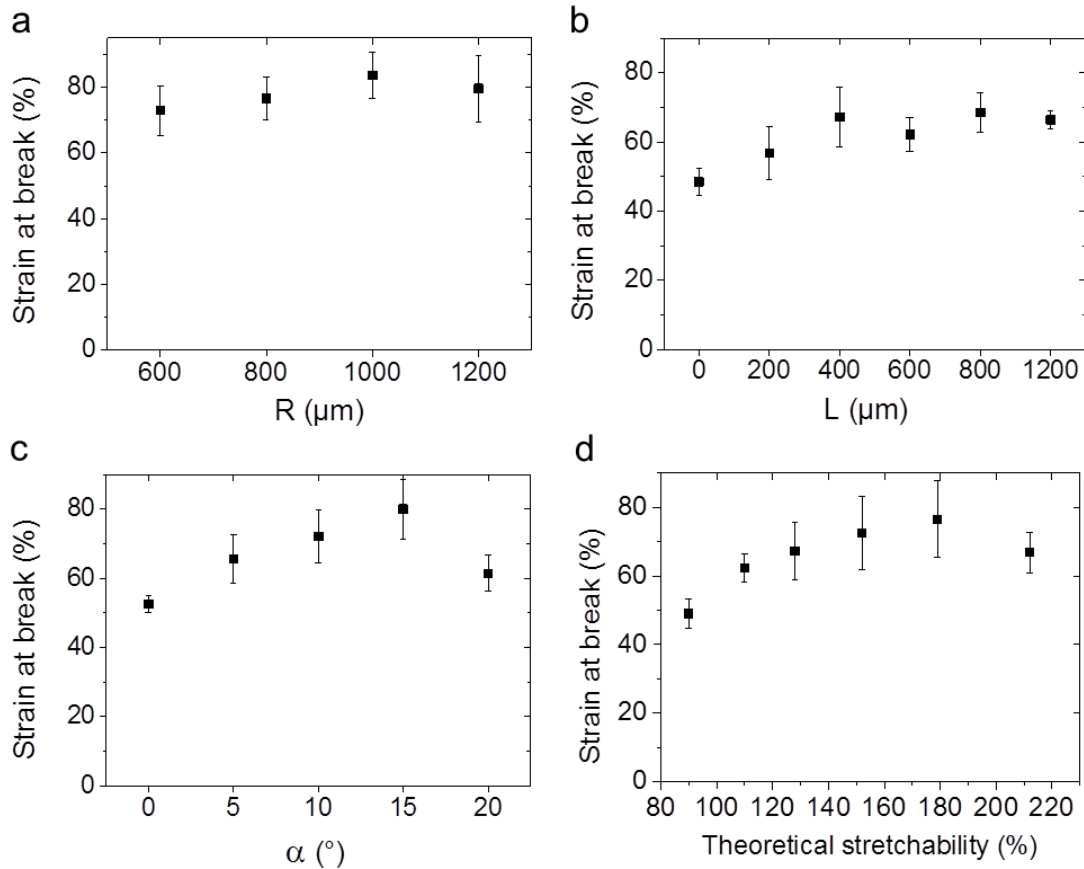 a
Strain at break (%)
80
60
40
20
0
600 800 1000 1200
R (μm)
b
Strain at break (%)
80
60
40
20
0
0 200 400 600 800 1200
L (μm)
c
Strain at break (%)
80
60
40
20
0
0 5 10 15 20
α (°)
d
Strain at break (%)
80
60
40
20
0
80 100 120 140 160 180 200 220
Theoretical stretchability (%)